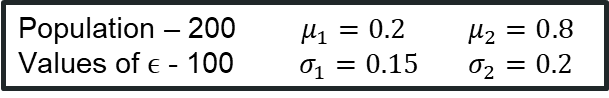 Population – 200 μ₁ = 0.2 μ₂ = 0.8
Values of ϵ - 100 σ₁ = 0.15 σ₂ = 0.2